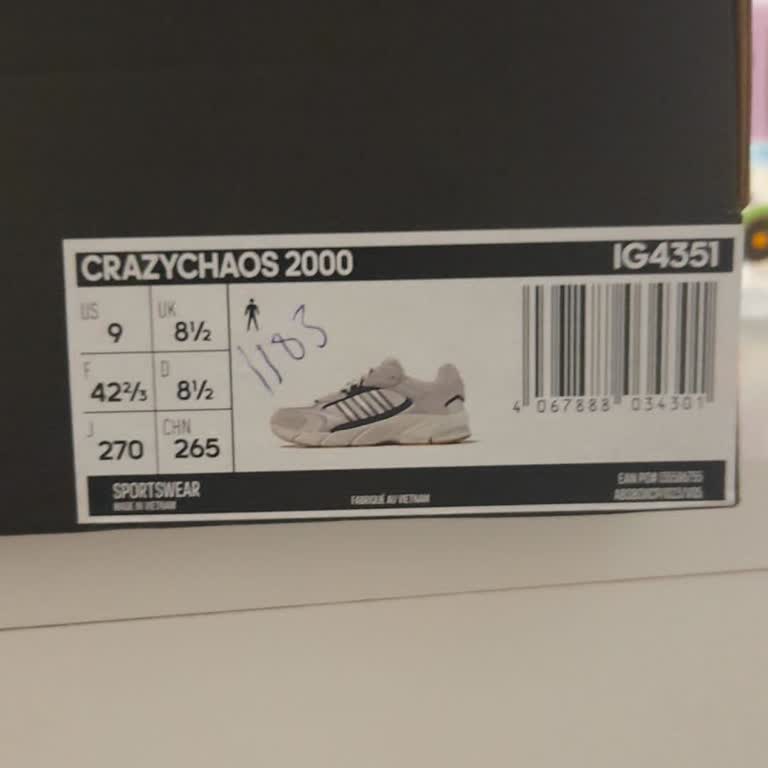 CRAZYCHAOS 2000 IG4351
US 9 UK 8½
F 42⅔ D 8½
J 270 CHN 265
1183
4 067888 034301
SPORTSWEAR
MADE IN VIETNAM
FABRIQUÉ AU VIETNAM